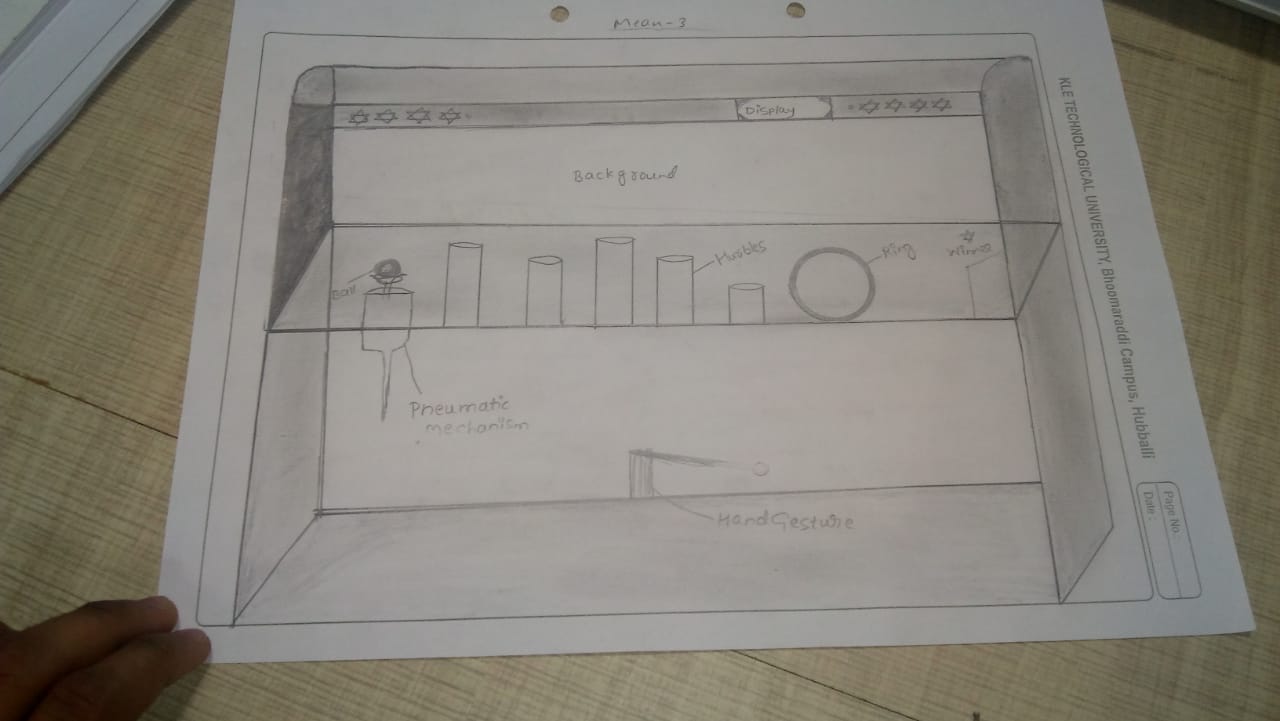 Mean-3
Display
Background
Hurbles
Ring
Winner
Ball
Pneumatic
mechanism
Hand Gesture
KLE TECHNOLOGICAL UNIVERSITY, Bhoomaraddi Campus, Hubballi
Page No.
Date :